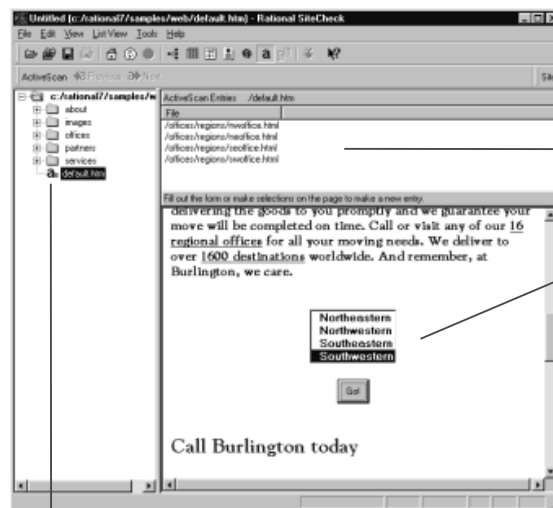 Untitled (c:/rational7/samples/web/default.htm) - Rational SiteCheck
File Edit View List View Tools Help
ActiveScan Previous Next
Site
c:/rational7/samples/w
about
images
offices
partners
services
default.htm
ActiveScan Entries /default.htm
File
/offices/regions/nwoffice.html
/offices/regions/neoffice.html
/offices/regions/seoffice.html
/offices/regions/swoffice.html
Fill out the form or make selections on the page to make a new entry.
delivering the goods to you promptly and we guarantee your
move will be completed on time. Call or visit any of our 16
regional offices for all your moving needs. We deliver to
over 1600 destinations worldwide. And remember, at
Burlington, we care.
Northeastern
Northwestern
Southeastern
Southwestern
Go!
Call Burlington today